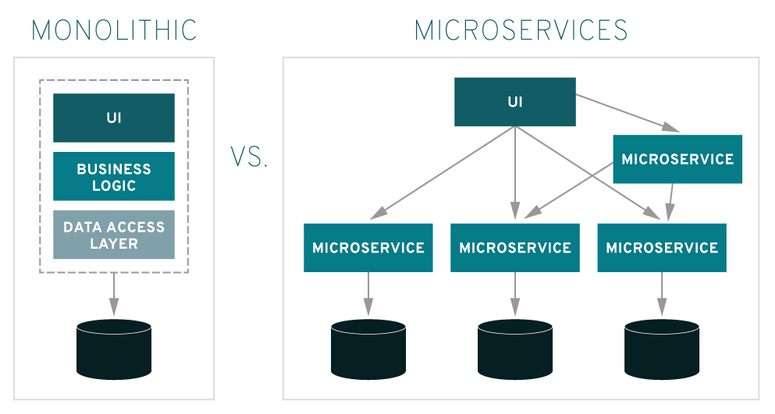 MONOLITHIC
UI
BUSINESS
LOGIC
DATA ACCESS
LAYER
VS.
MICROSERVICES
UI
MICROSERVICE
MICROSERVICE
MICROSERVICE
MICROSERVICE